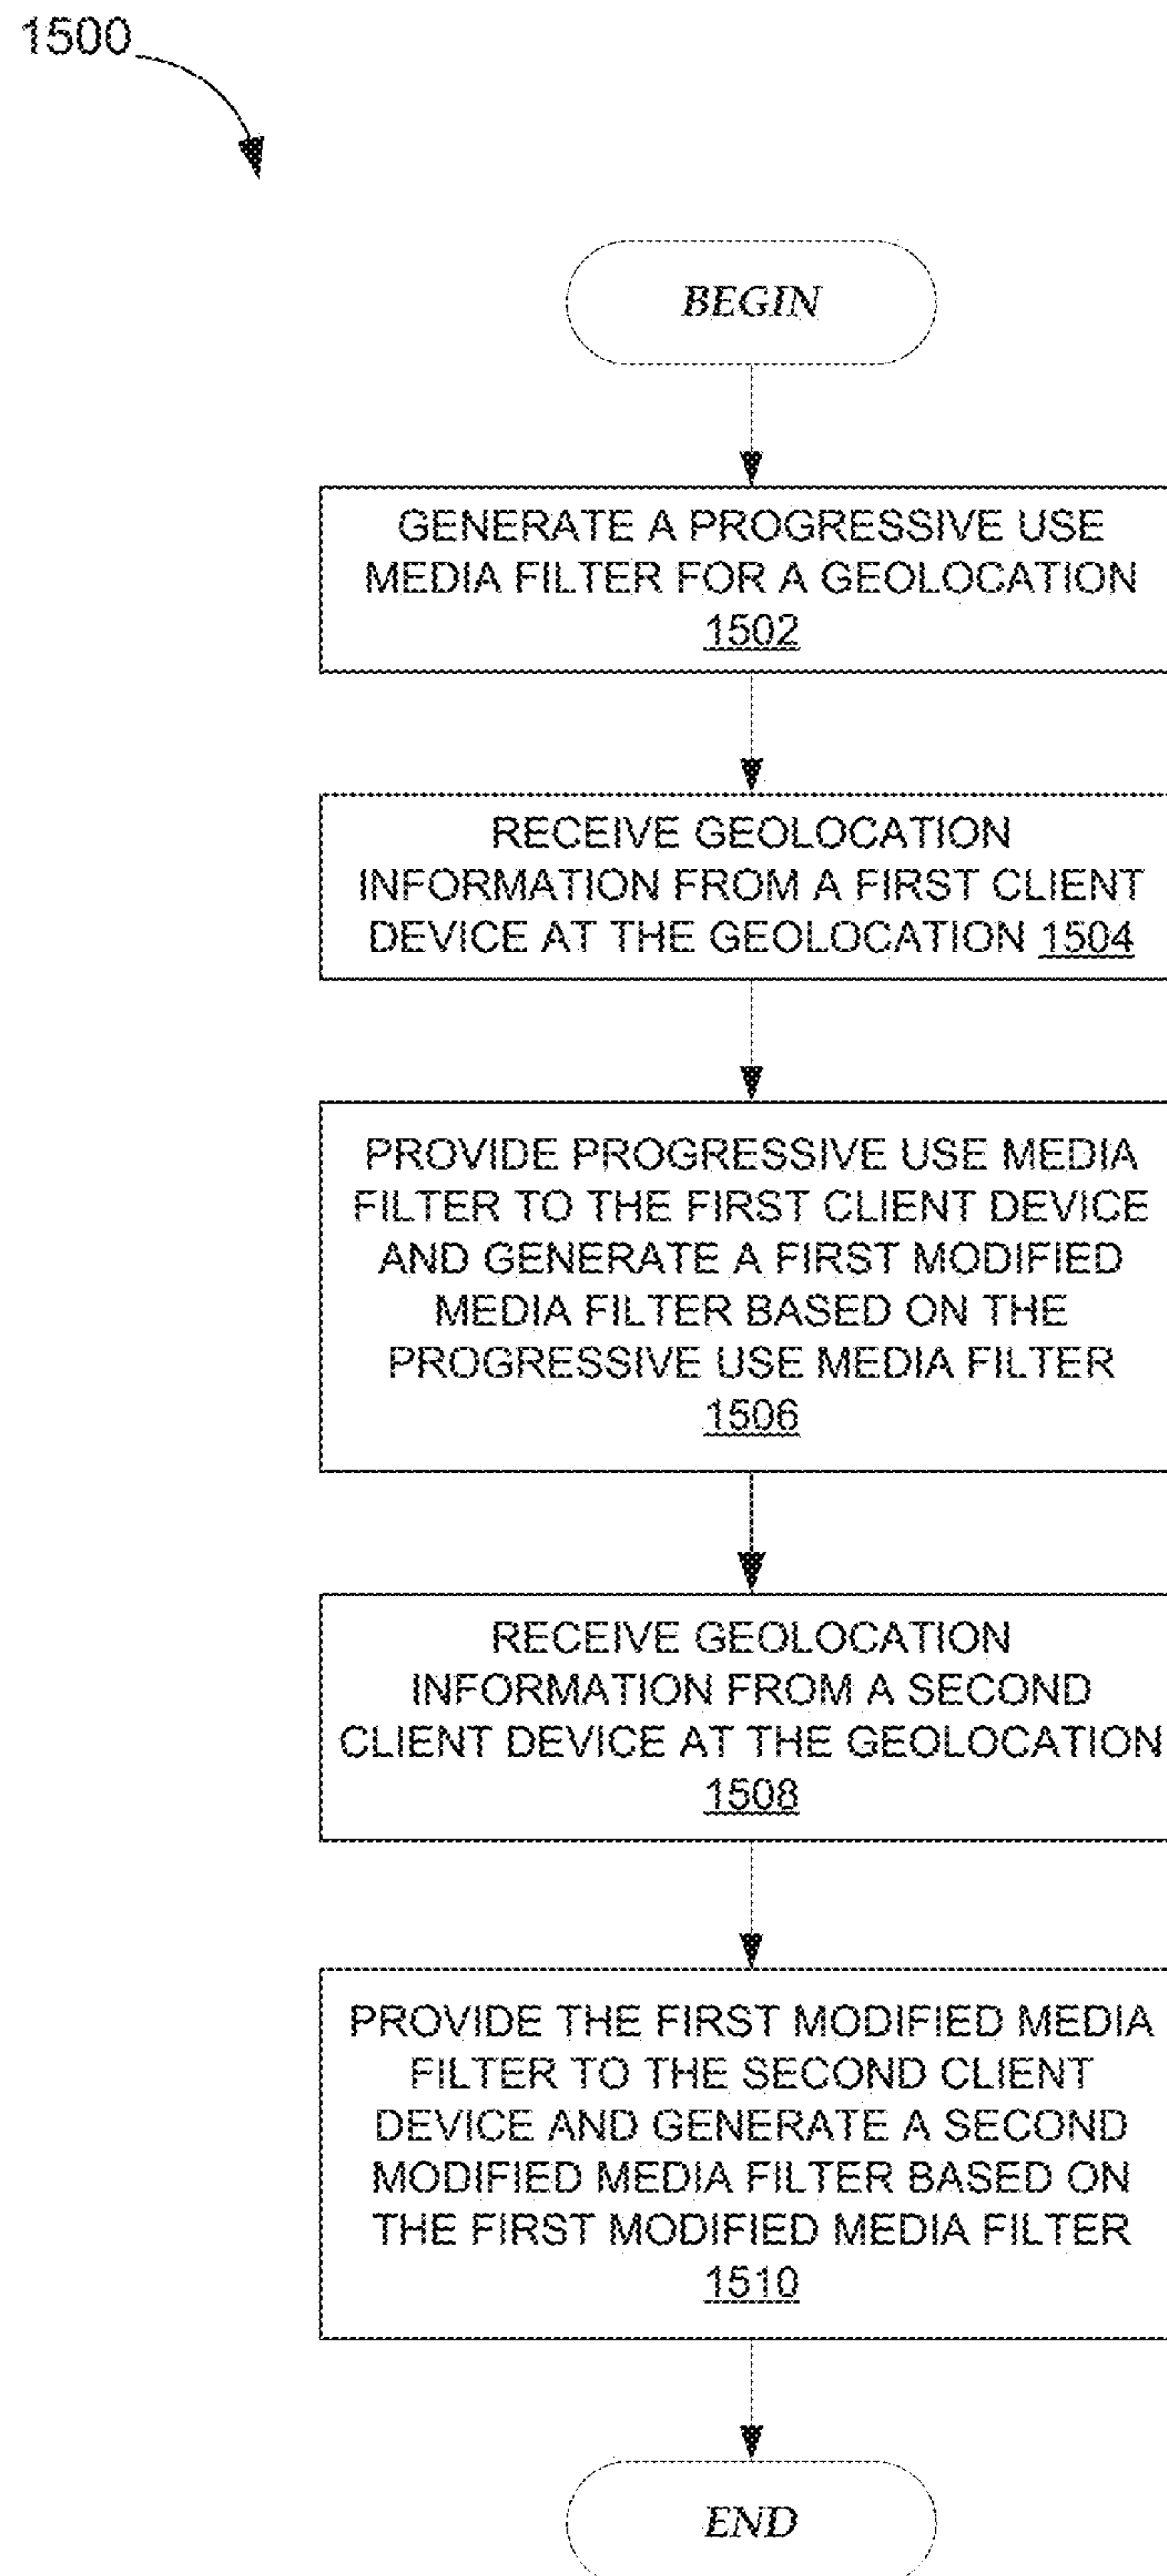 1500
BEGIN
GENERATE A PROGRESSIVE USE
MEDIA FILTER FOR A GEOLOCATION
1502
RECEIVE GEOLOCATION
INFORMATION FROM A FIRST CLIENT
DEVICE AT THE GEOLOCATION 1504
PROVIDE PROGRESSIVE USE MEDIA
FILTER TO THE FIRST CLIENT DEVICE
AND GENERATE A FIRST MODIFIED
MEDIA FILTER BASED ON THE
PROGRESSIVE USE MEDIA FILTER
1506
RECEIVE GEOLOCATION
INFORMATION FROM A SECOND
CLIENT DEVICE AT THE GEOLOCATION
1508
PROVIDE THE FIRST MODIFIED MEDIA
FILTER TO THE SECOND CLIENT
DEVICE AND GENERATE A SECOND
MODIFIED MEDIA FILTER BASED ON
THE FIRST MODIFIED MEDIA FILTER
1510
END